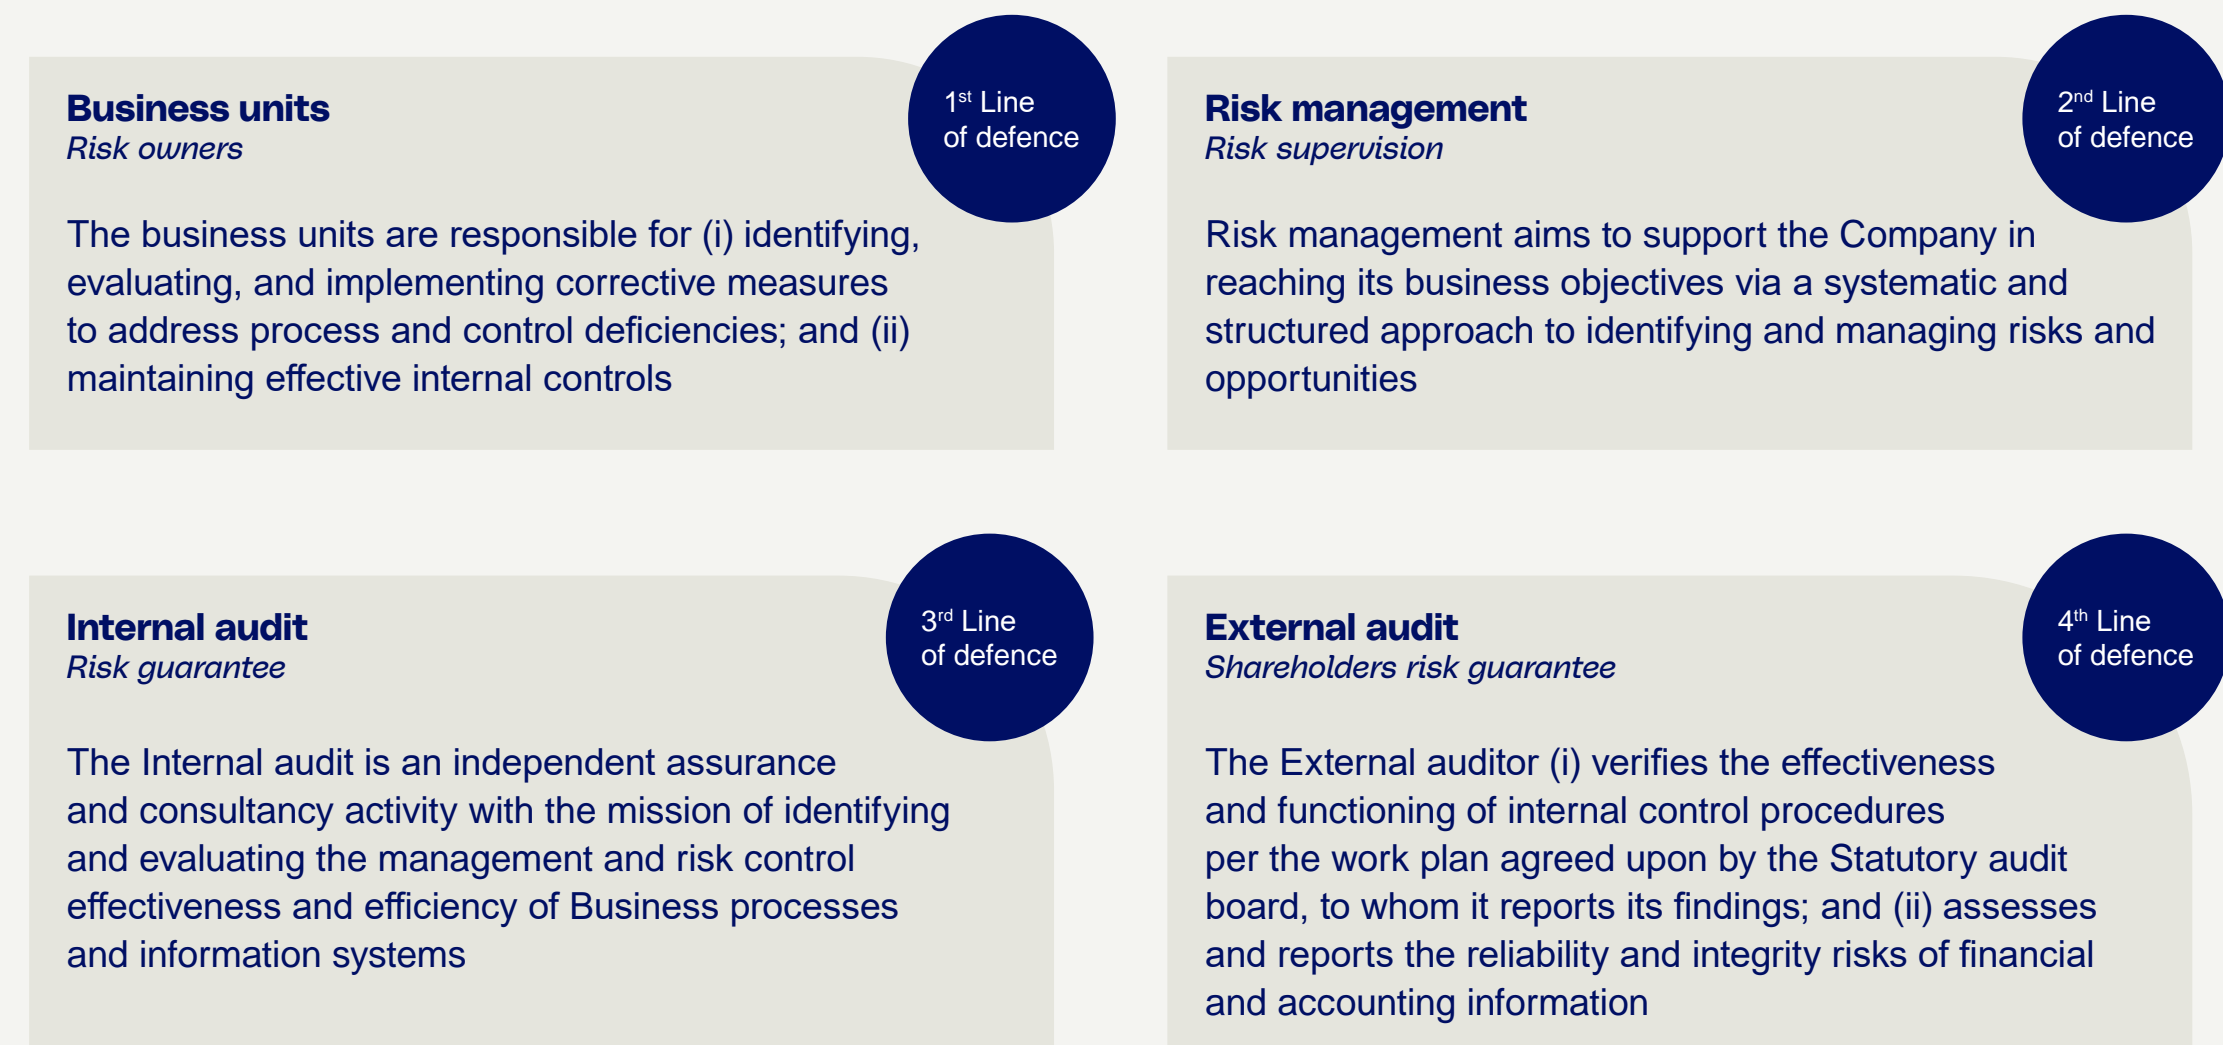 Business units
Risk owners
1st Line
of defence
The business units are responsible for (i) identifying,
evaluating, and implementing corrective measures
to address process and control deficiencies; and (ii)
maintaining effective internal controls
Risk management
Risk supervision
2nd Line
of defence
Risk management aims to support the Company in
reaching its business objectives via a systematic and
structured approach to identifying and managing risks and
opportunities
Internal audit
Risk guarantee
3rd Line
of defence
The Internal audit is an independent assurance
and consultancy activity with the mission of identifying
and evaluating the management and risk control
effectiveness and efficiency of Business processes
and information systems
External audit
Shareholders risk guarantee
4th Line
of defence
The External auditor (i) verifies the effectiveness
and functioning of internal control procedures
per the work plan agreed upon by the Statutory audit
board, to whom it reports its findings; and (ii) assesses
and reports the reliability and integrity risks of financial
and accounting information